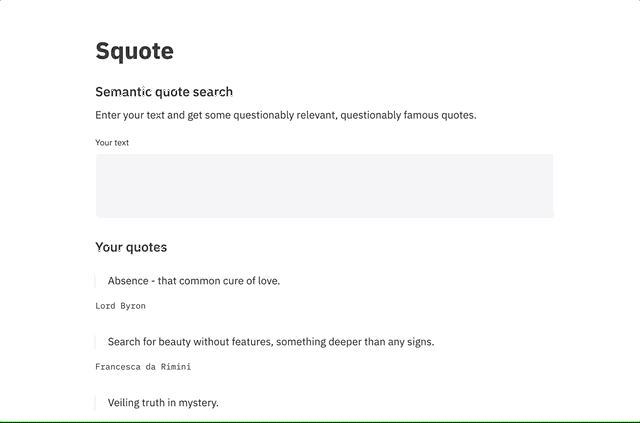 Squote
Semantic quote search
Enter your text and get some questionably relevant, questionably famous quotes.
Your text
Your quotes
Absence - that common cure of love.
Lord Byron
Search for beauty without features, something deeper than any signs.
Francesca da Rimini
Veiling truth in mystery.